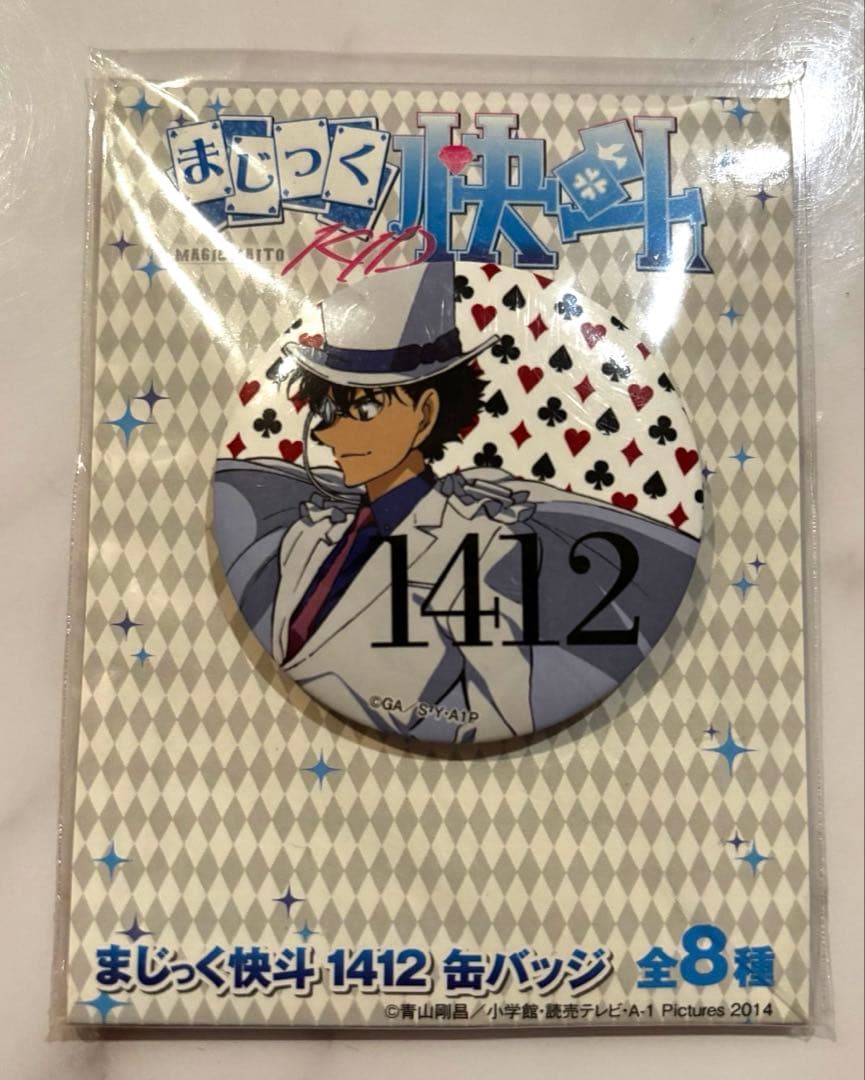 まじっく快斗
MAGIC KAITO
KID
1412
©GA/S・Y・A1P
まじっく快斗 1412 缶バッジ 全8種
©青山剛昌/小学館・読売テレビ・A-1 Pictures 2014